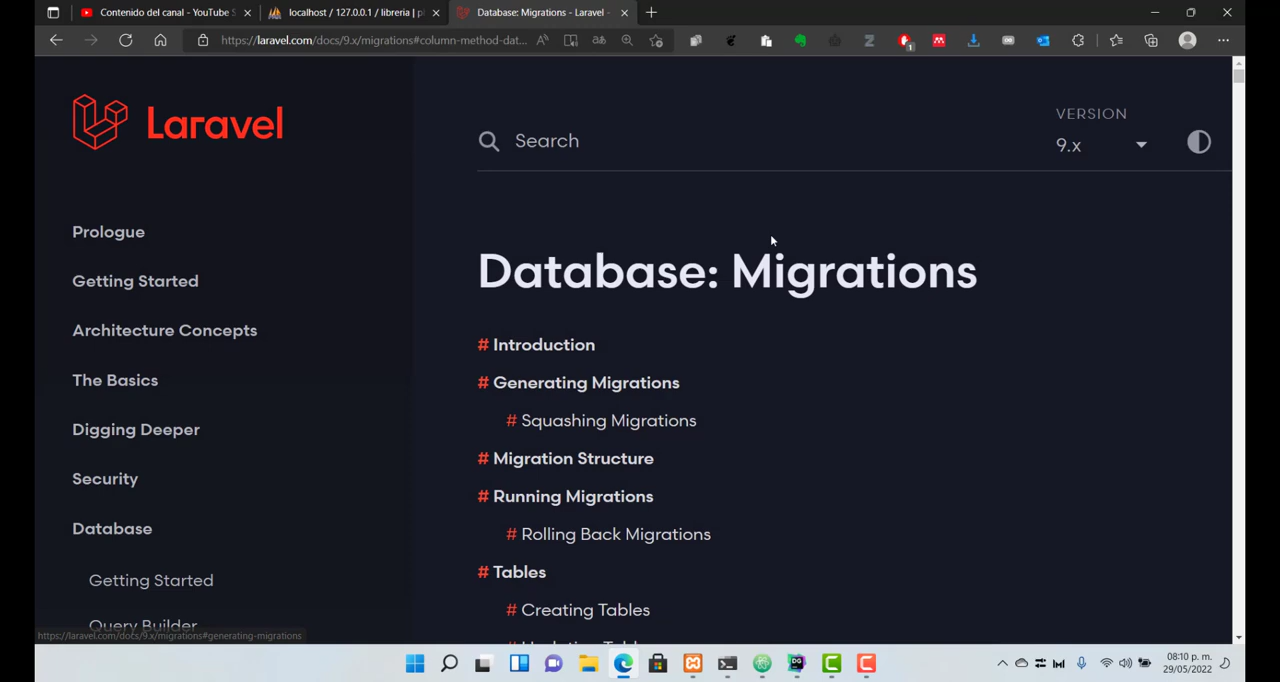 Contenido del canal - YouTube S
localhost / 127.0.0.1 / libreria | p
Database: Migrations - Laravel -
https://laravel.com/docs/9.x/migrations#column-method-dat...
Laravel
Search
VERSION
9.x
Prologue
Getting Started
Architecture Concepts
The Basics
Digging Deeper
Security
Database
Getting Started
Query Builder
Database: Migrations
# Introduction
# Generating Migrations
# Squashing Migrations
# Migration Structure
# Running Migrations
# Rolling Back Migrations
# Tables
# Creating Tables
https://laravel.com/docs/9.x/migrations#generating-migrations
08:10 p. m.
29/05/2022